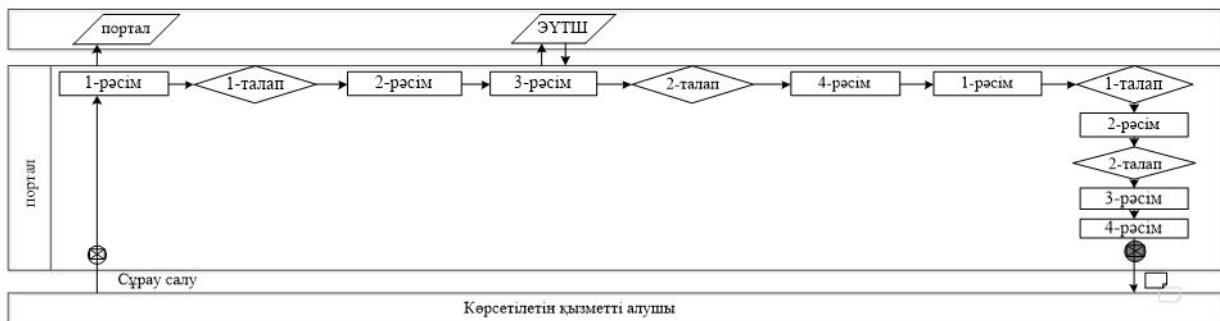 портал
ЭҮТШ
1-рәсім
1-талап
2-рәсім
3-рәсім
2-талап
4-рәсім
1-рәсім
1-талап
2-рәсім
2-талап
3-рәсім
4-рәсім
портал
Сұрау салу
Көрсетілетін қызметті алушы